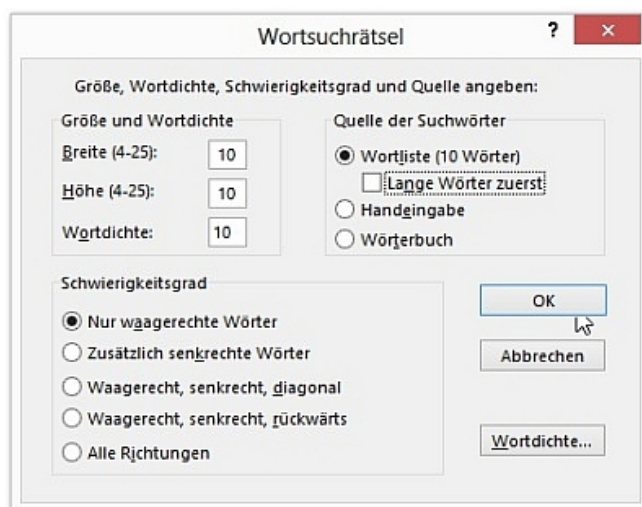 Wortsuchrätsel
?
Größe, Wortdichte, Schwierigkeitsgrad und Quelle angeben:
Größe und Wortdichte
Breite (4-25): 10
Höhe (4-25): 10
Wortdichte: 10
Quelle der Suchwörter
Wortliste (10 Wörter)
Lange Wörter zuerst
Handeingabe
Wörterbuch
Schwierigkeitsgrad
Nur waagerechte Wörter
Zusätzlich senkrechte Wörter
Waagerecht, senkrecht, diagonal
Waagerecht, senkrecht, rückwärts
Alle Richtungen
OK
Abbrechen
Wortdichte...